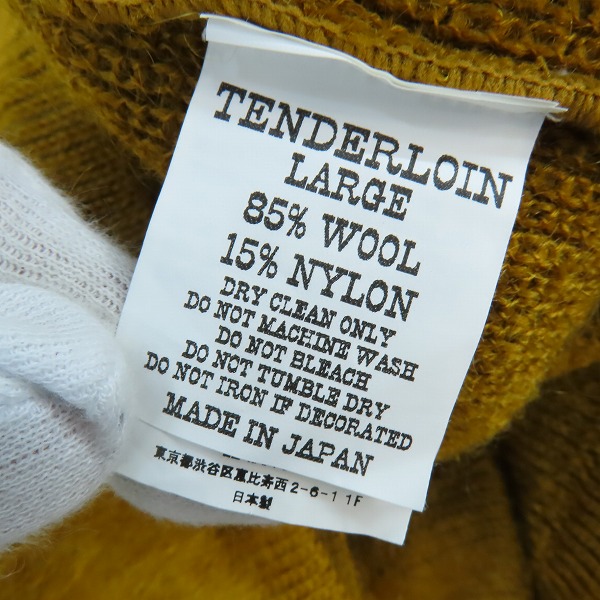 TENDERLOIN
LARGE
85% WOOL
15% NYLON
DRY CLEAN ONLY
DO NOT MACHINE WASH
DO NOT BLEACH
DO NOT TUMBLE DRY
DO NOT IRON IF DECORATED
MADE IN JAPAN
東京都渋谷区恵比寿西2-6-11F
日本製